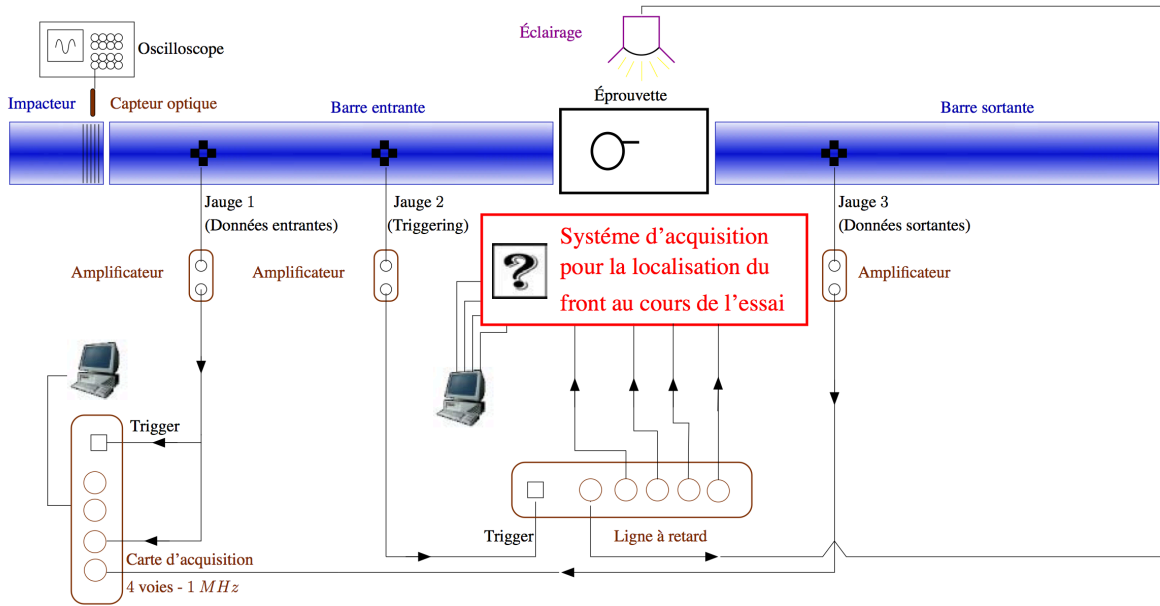 Éclairage
Oscilloscope
Impacteur
Capteur optique
Barre entrante
Éprouvette
Barre sortante
Jauge 1
(Données entrantes)
Jauge 2
(Triggering)
Jauge 3
(Données sortantes)
?
Systéme d'acquisition
pour la localisation du
front au cours de l'essai
Amplificateur
Amplificateur
Amplificateur
Trigger
Trigger
Ligne à retard
Carte d'acquisition
4 voies - 1 MHz